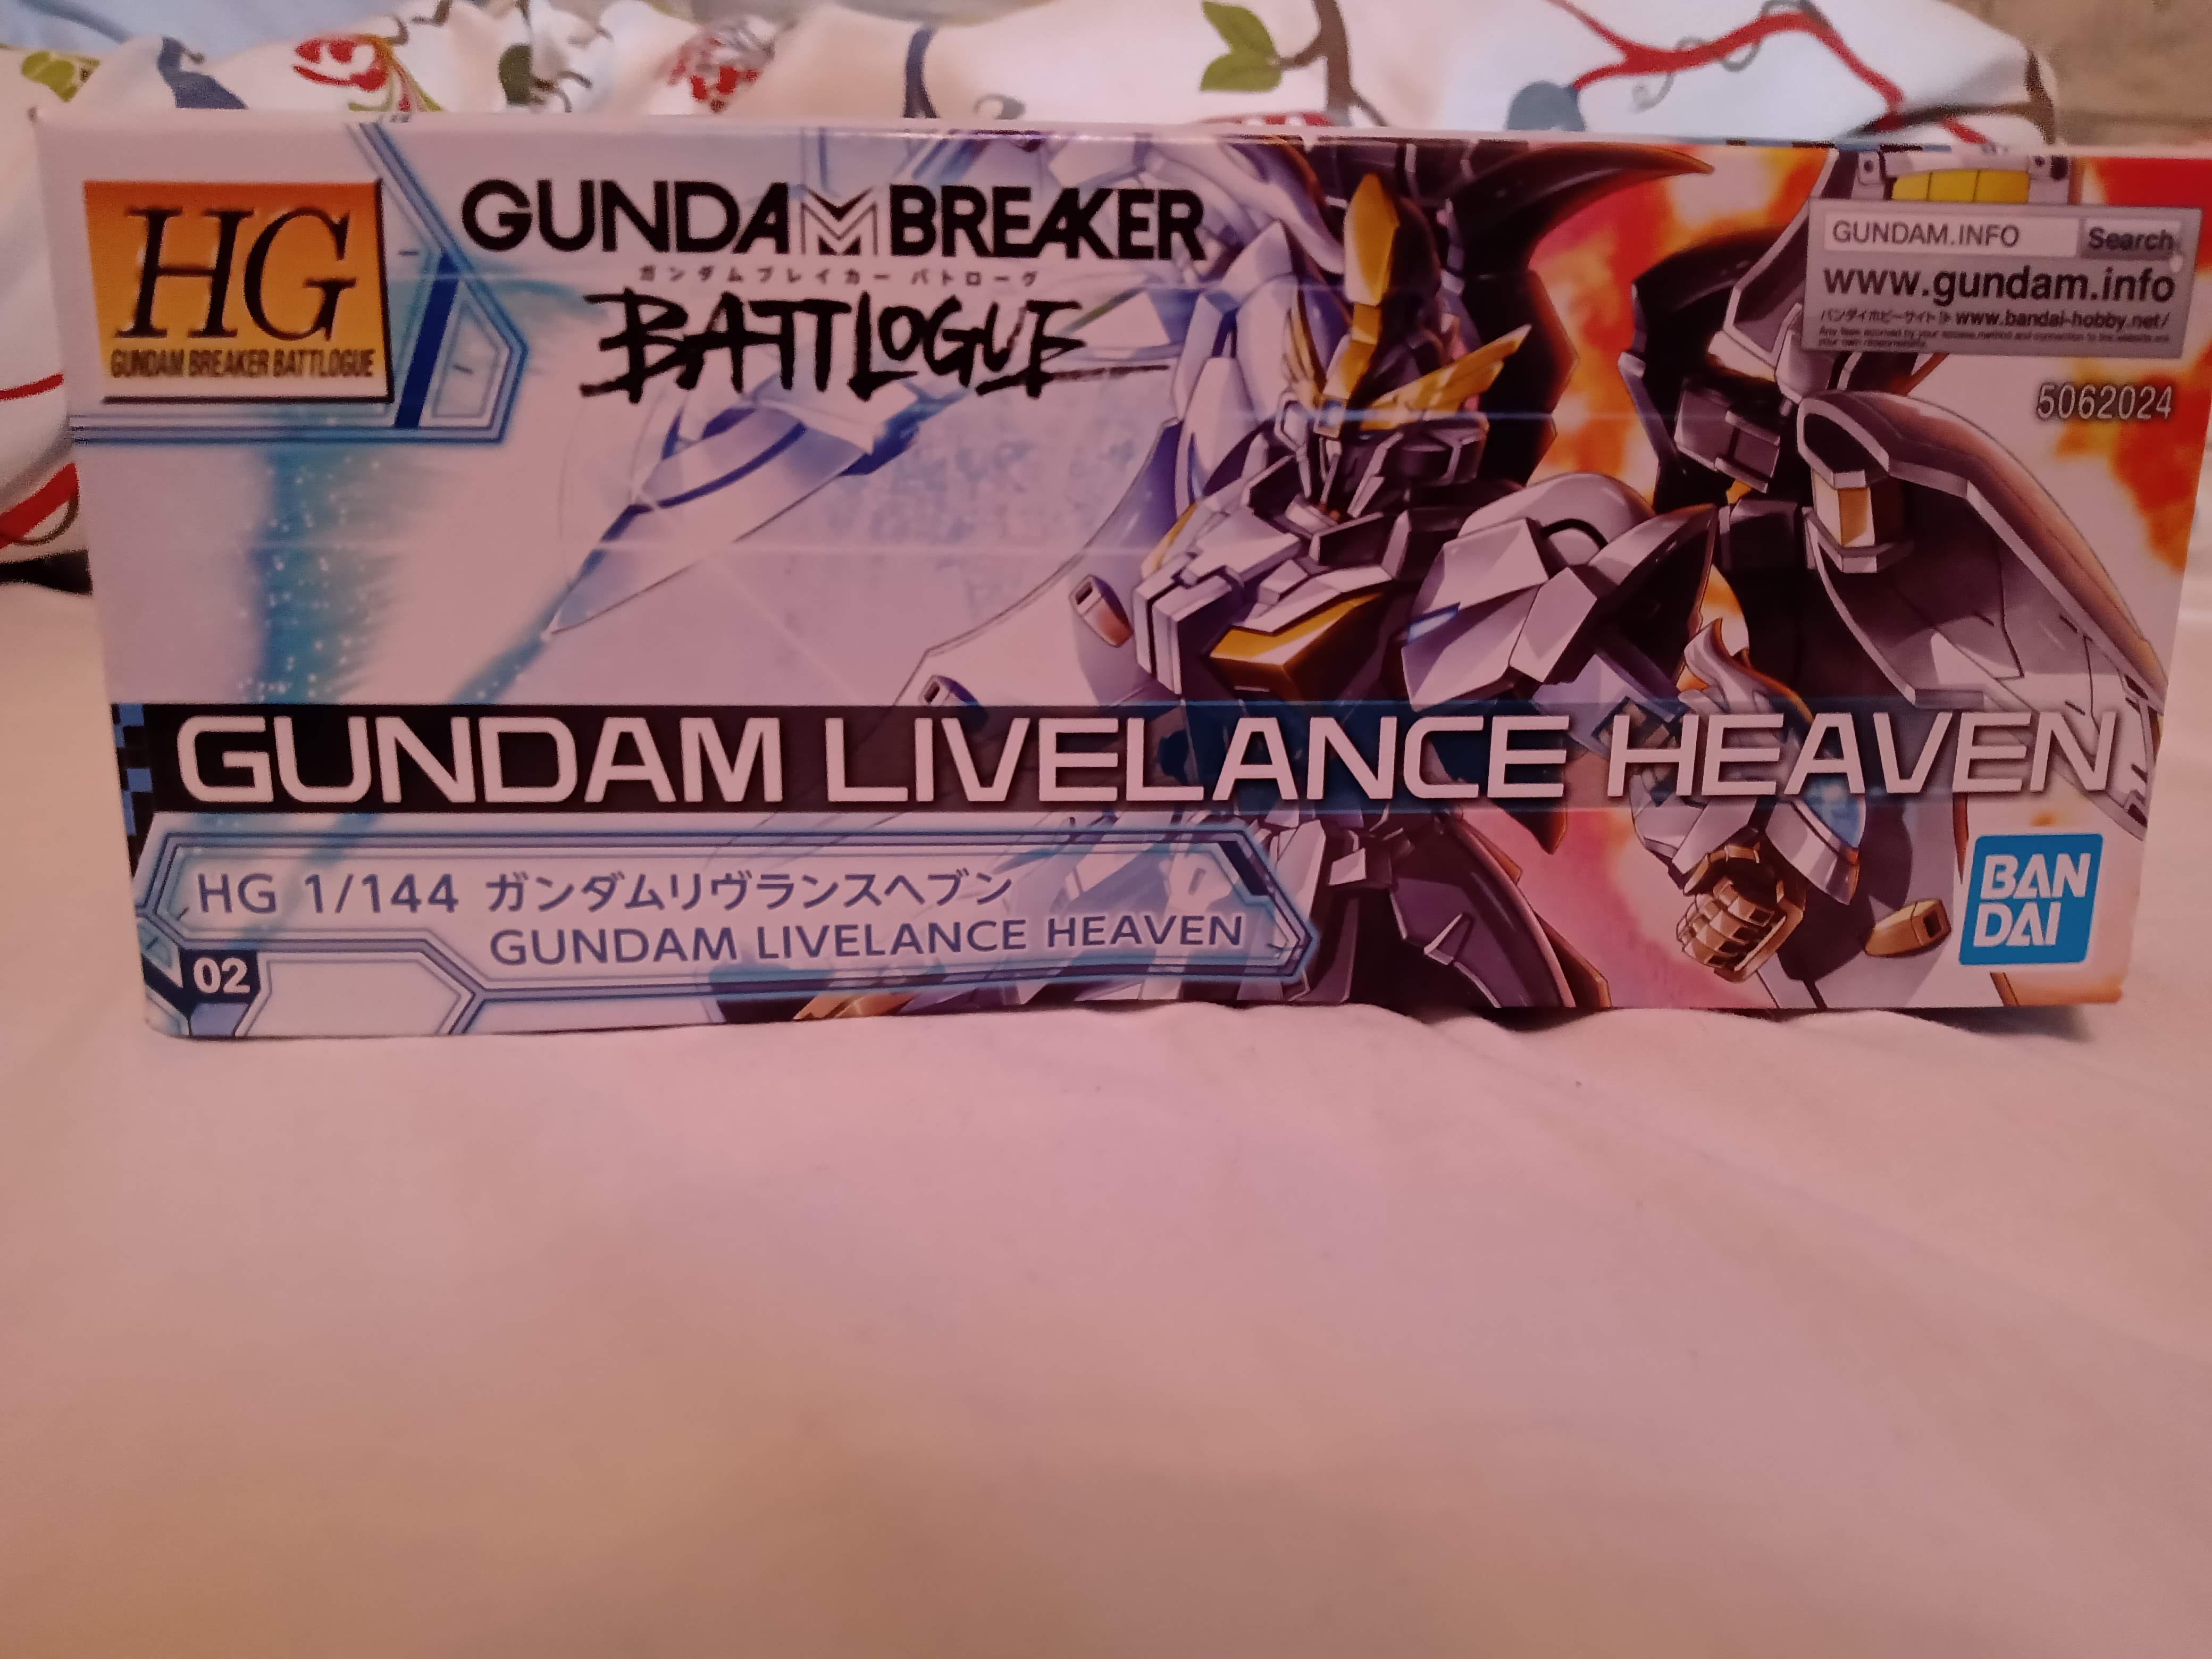 HG
GUNDAM BREAKER BATTLOGUE
GUNDAM BREAKER
ガンダムブレイカー バトローグ
BATTLOGUE
GUNDAM.INFO Search
www.gundam.info
バンダイホビーサイト www.bandai-hobby.net/
5062024
GUNDAM LIVELANCE HEAVEN
HG 1/144 ガンダムリヴランスヘブン
GUNDAM LIVELANCE HEAVEN
02
BAN
DAI